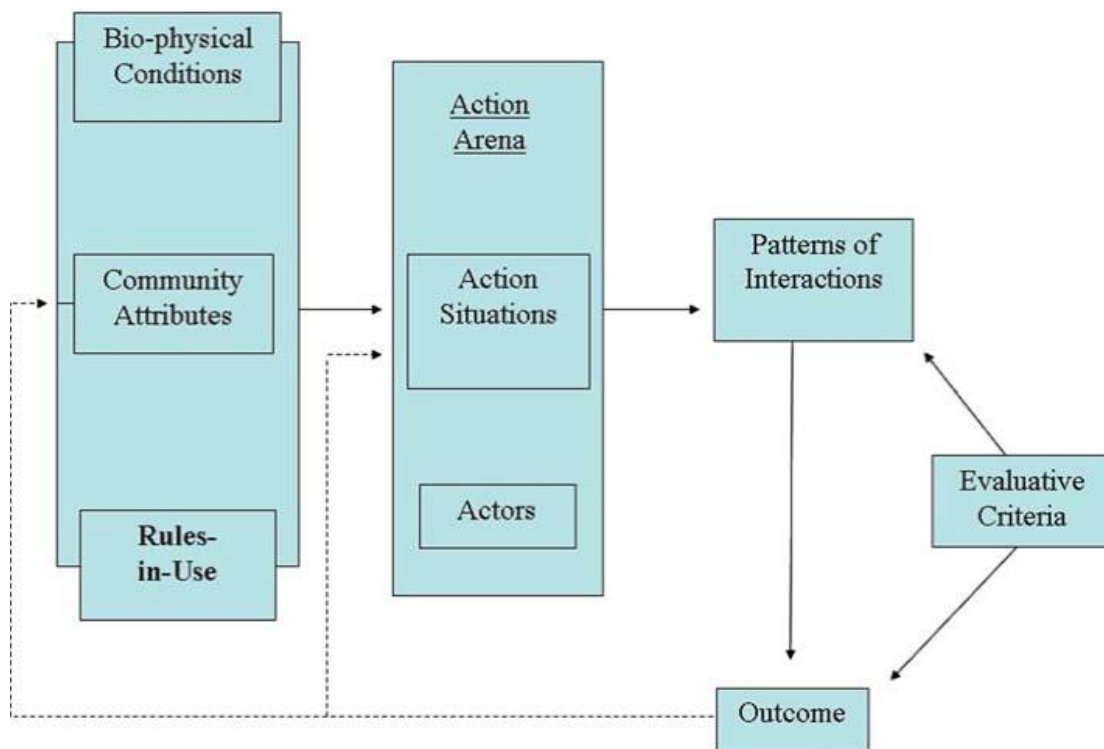 Bio-physical
Conditions
Community
Attributes
Rules-
in-Use
Action
Arena
Action
Situations
Actors
Patterns of
Interactions
Evaluative
Criteria
Outcome